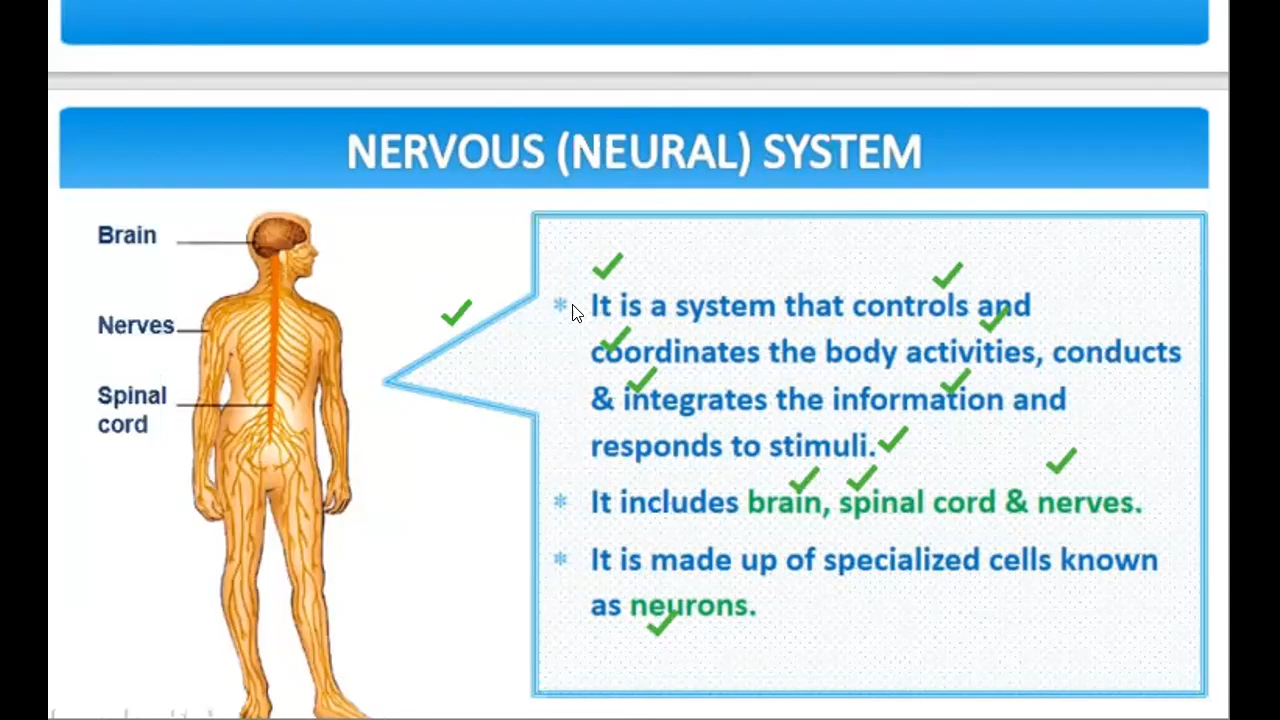 NERVOUS (NEURAL) SYSTEM
Brain
Nerves
Spinal
cord
It is a system that controls and
coordinates the body activities, conducts
& integrates the information and
responds to stimuli.
It includes brain, spinal cord & nerves.
It is made up of specialized cells known
as neurons.